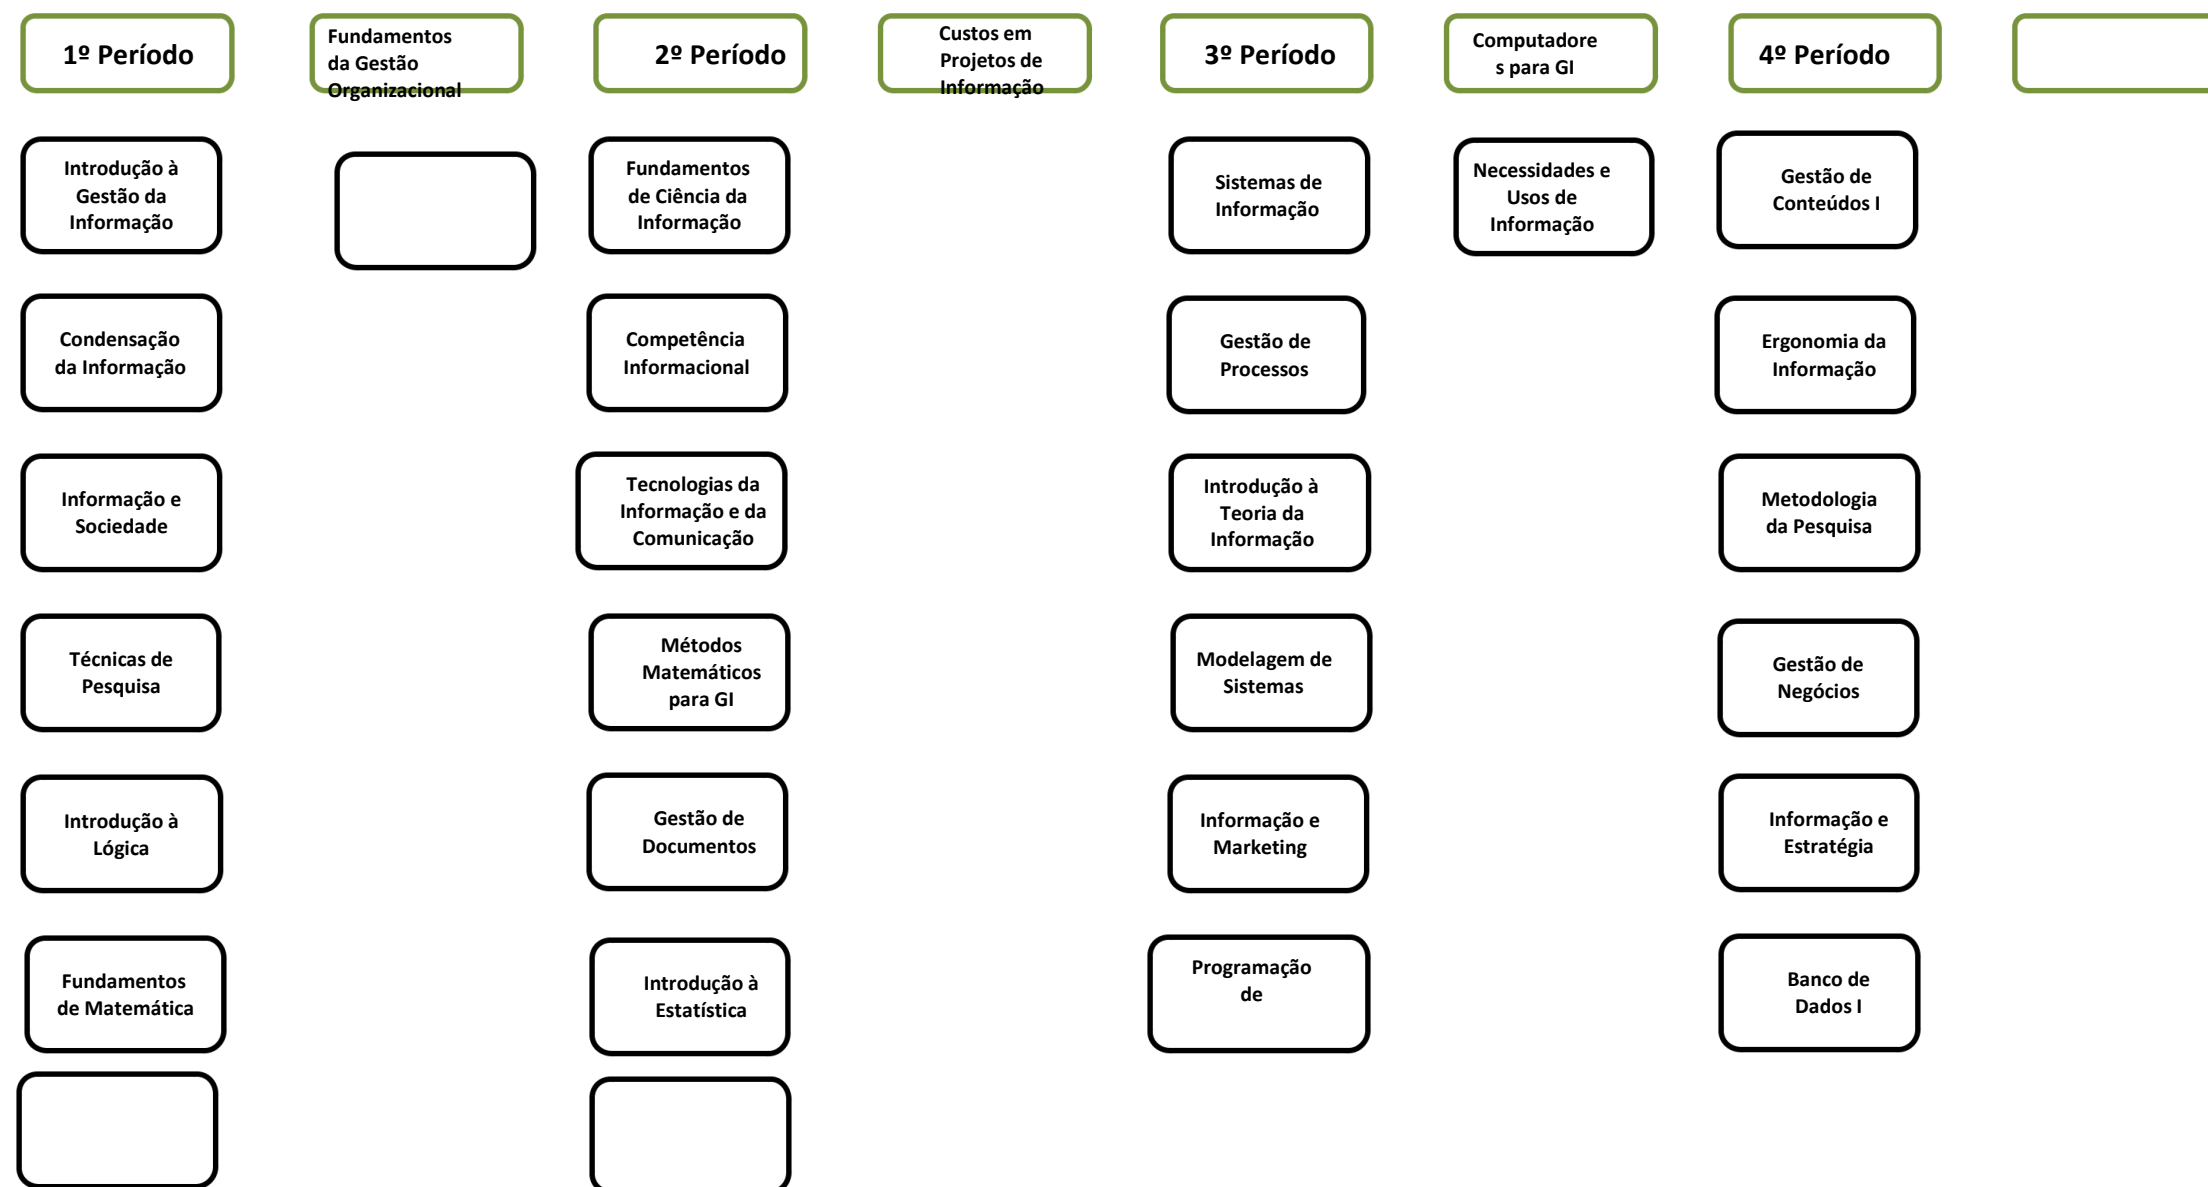 1º Período
Fundamentos
da Gestão
Organizacional
2º Período
Custos em
Projetos de
Informação
3º Período
Computadore
s para GI
4º Período
Introdução à
Gestão da
Informação
Fundamentos
de Ciência da
Informação
Sistemas de
Informação
Necessidades e
Usos de
Informação
Gestão de
Conteúdos I
Condensação
da Informação
Competência
Informacional
Gestão de
Processos
Ergonomia da
Informação
Informação e
Sociedade
Tecnologias da
Informação e da
Comunicação
Introdução à
Teoria da
Informação
Metodologia
da Pesquisa
Técnicas de
Pesquisa
Métodos
Matemáticos
para GI
Modelagem de
Sistemas
Gestão de
Negócios
Introdução à
Lógica
Gestão de
Documentos
Informação e
Marketing
Informação e
Estratégia
Fundamentos
de Matemática
Introdução à
Estatística
Programação
de
Banco de
Dados I